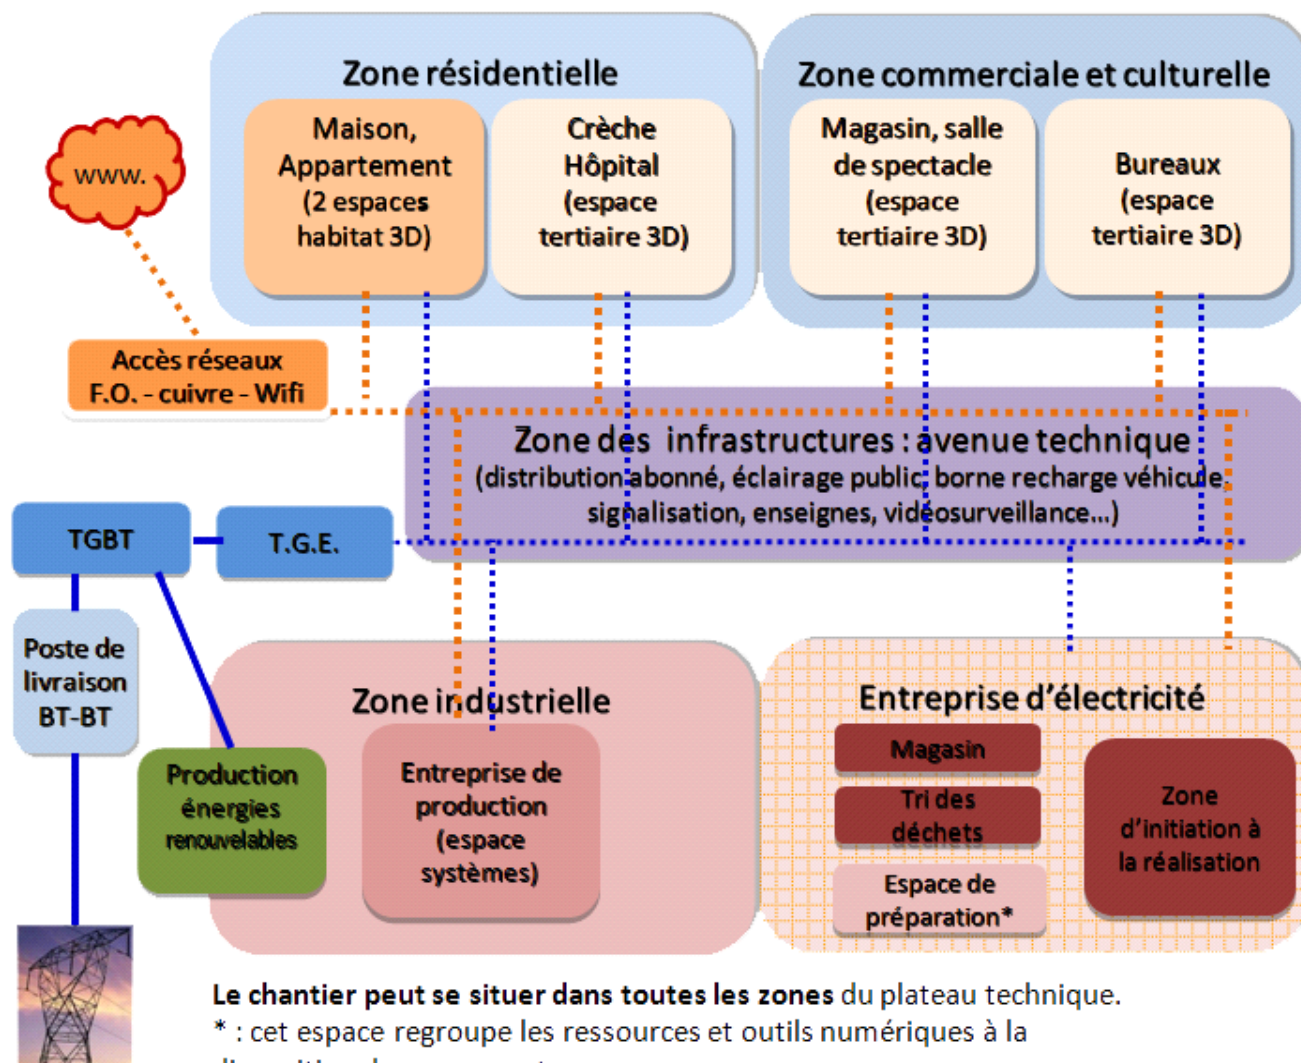 Zone résidentielle
Zone commerciale et culturelle
Maison,
Appartement
(2 espaces
habitat 3D)
Crèche
Hôpital
(espace
tertiaire 3D)
Magasin, salle
de spectacle
(espace
tertiaire 3D)
Bureaux
(espace
tertiaire 3D)
www.
Accès réseaux
F.O. - cuivre - Wifi
Zone des infrastructures : avenue technique
(distribution abonné, éclairage public, borne recharge véhicule,
signalisation, enseignes, vidéosurveillance...)
TGBT
T.G.E.
Poste de
livraison
BT-BT
Production
énergies
renouvelables
Zone industrielle
Entreprise de
production
(espace
systèmes)
Entreprise d'électricité
Magasin
Tri des
déchets
Espace de
préparation*
Zone
d'initiation à
la réalisation
Le chantier peut se situer dans toutes les zones du plateau technique.
* : cet espace regroupe les ressources et outils numériques à la